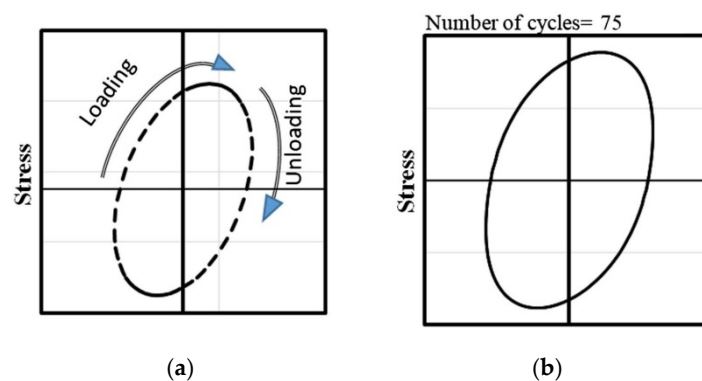 Number of cycles= 75
Loading
Unloading
Stress
Stress
(a)
(b)